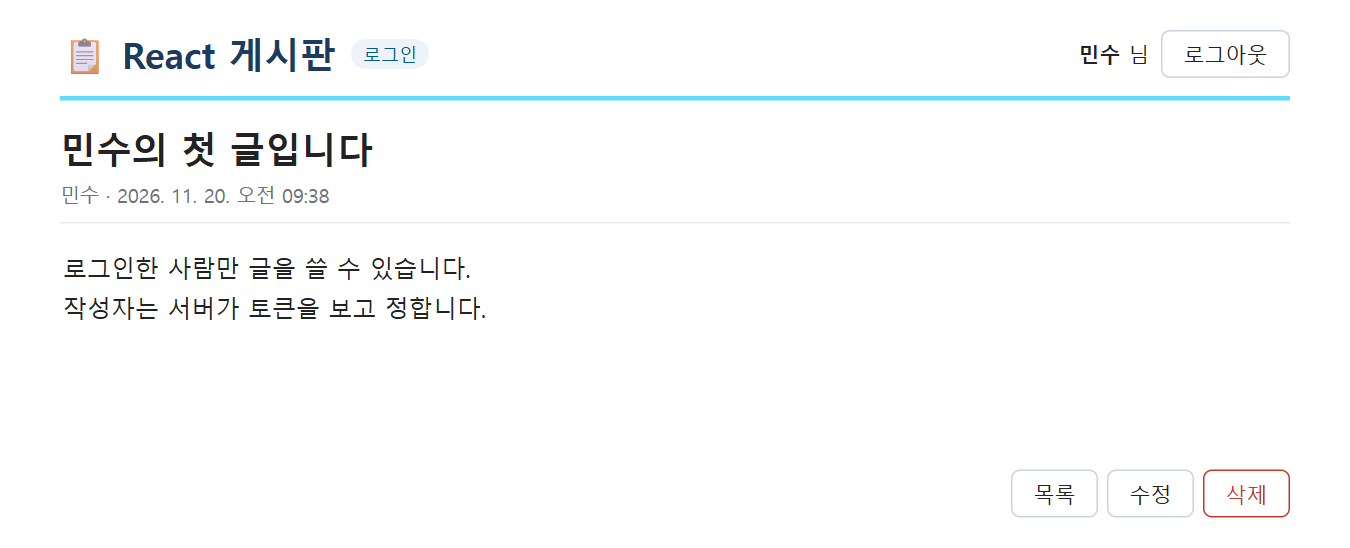 React 게시판 로그인 민수 님 로그아웃
민수의 첫 글입니다
민수 · 2026. 11. 20. 오전 09:38
로그인한 사람만 글을 쓸 수 있습니다.
작성자는 서버가 토큰을 보고 정합니다.
목록 수정 삭제